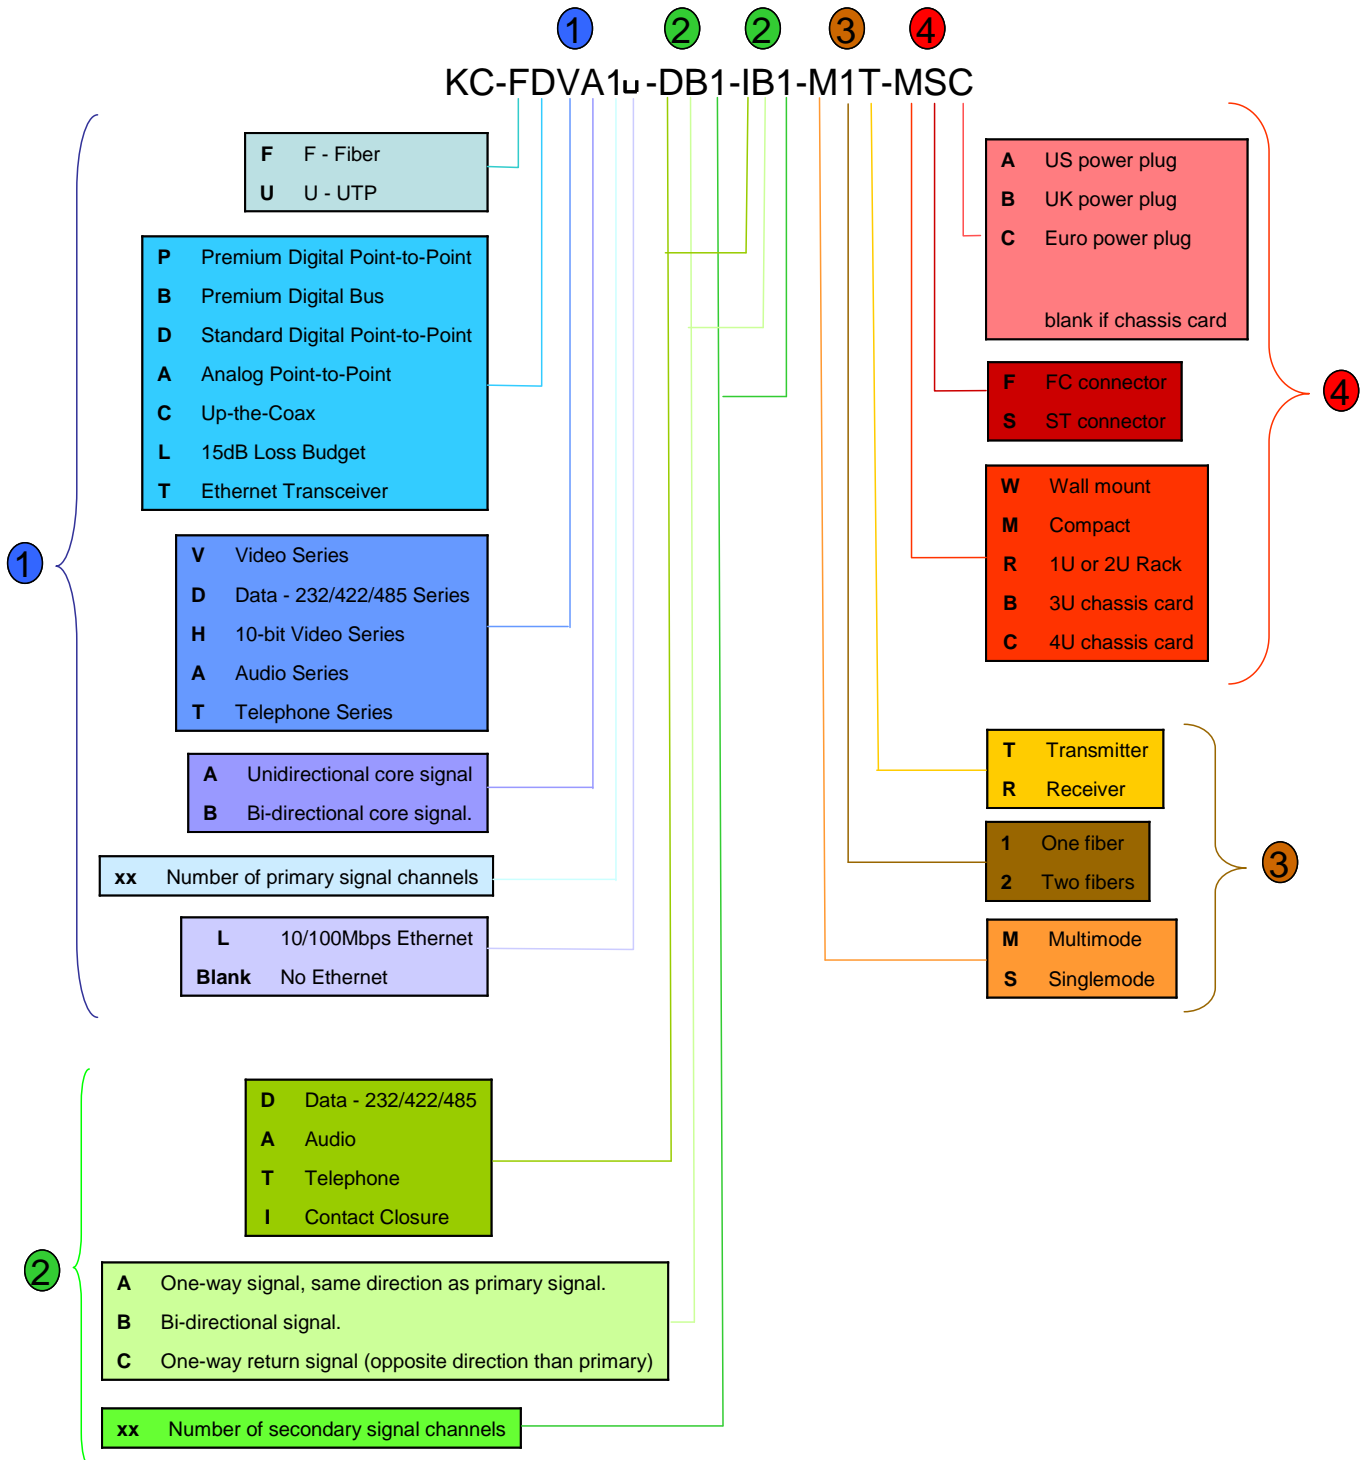 1 2 2 3 4
KC-FDVA1␣-DB1-IB1-M1T-MSC
F F - Fiber
U U - UTP
P Premium Digital Point-to-Point
B Premium Digital Bus
D Standard Digital Point-to-Point
A Analog Point-to-Point
C Up-the-Coax
L 15dB Loss Budget
T Ethernet Transceiver
1
V Video Series
D Data - 232/422/485 Series
H 10-bit Video Series
A Audio Series
T Telephone Series
A Unidirectional core signal
B Bi-directional core signal.
xx Number of primary signal channels
L 10/100Mbps Ethernet
Blank No Ethernet
D Data - 232/422/485
A Audio
T Telephone
I Contact Closure
2
A One-way signal, same direction as primary signal.
B Bi-directional signal.
C One-way return signal (opposite direction than primary)
xx Number of secondary signal channels
A US power plug
B UK power plug
C Euro power plug
blank if chassis card
F FC connector
S ST connector
4
W Wall mount
M Compact
R 1U or 2U Rack
B 3U chassis card
C 4U chassis card
T Transmitter
R Receiver
1 One fiber
2 Two fibers
3
M Multimode
S Singlemode